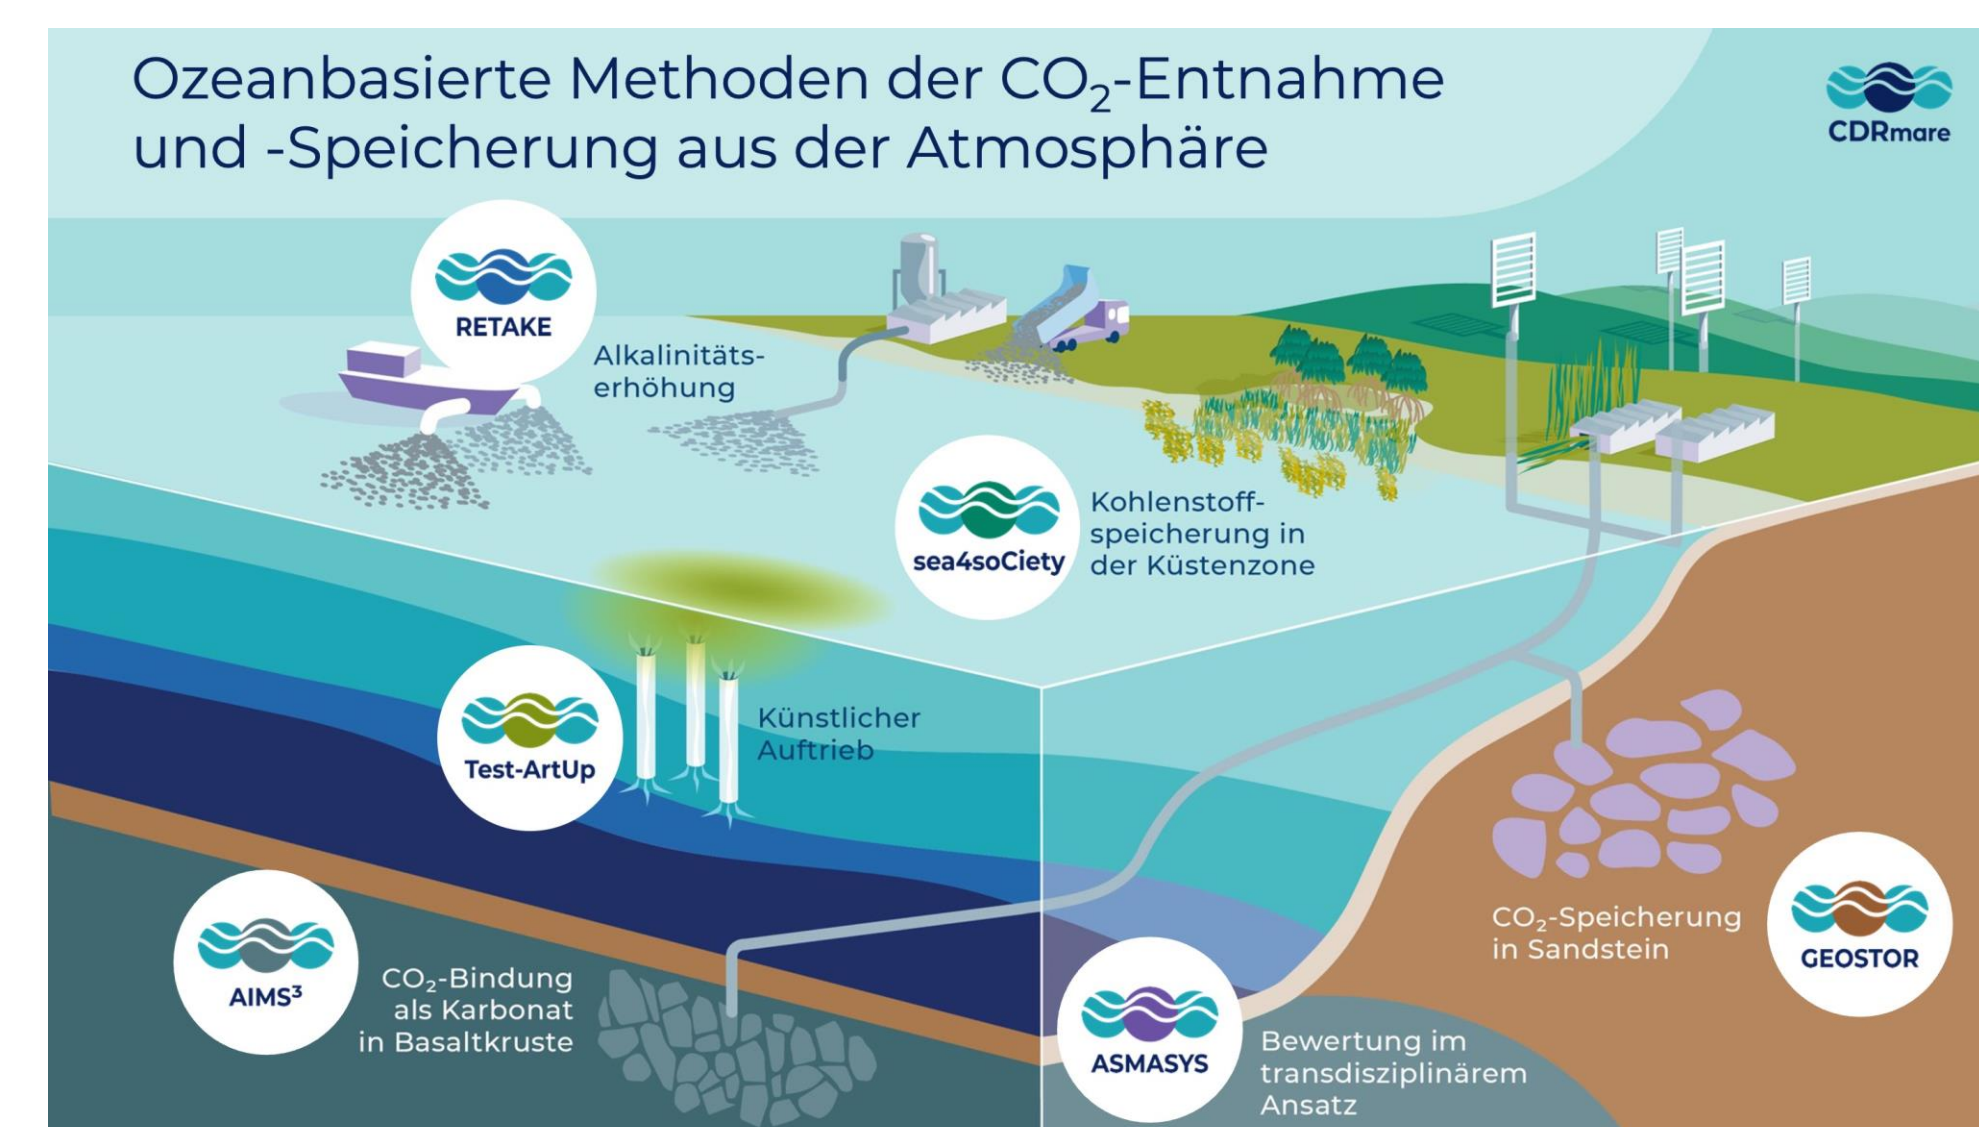 Ozeanbasierte Methoden der CO₂-Entnahme
und -Speicherung aus der Atmosphäre
CDRmare
RETAKE
Alkalinitäts-
erhöhung
sea4soCiety
Kohlenstoff-
speicherung in
der Küstenzone
Test-ArtUp
Künstlicher
Auftrieb
AIMS³
CO₂-Bindung
als Karbonat
in Basaltkruste
CO₂-Speicherung
in Sandstein
GEOSTOR
ASMASYS
Bewertung im
transdisziplinärem
Ansatz